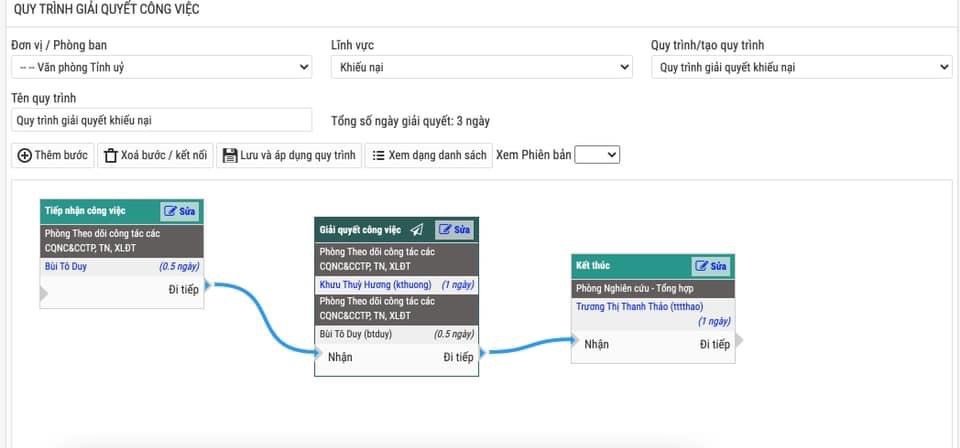 QUY TRÌNH GIẢI QUYẾT CÔNG VIỆC
Đơn vị / Phòng ban
Lĩnh vực
Quy trình/tạo quy trình
-- -- Văn phòng Tỉnh uỷ
Khiếu nại
Quy trình giải quyết khiếu nại
Tên quy trình
Quy trình giải quyết khiếu nại
Tổng số ngày giải quyết: 3 ngày
Thêm bước
Xoá bước / kết nối
Lưu và áp dụng quy trình
Xem dạng danh sách
Xem Phiên bản
Tiếp nhận công việc
Sửa
Phòng Theo dõi công tác các
CQNC&CCTP, TN, XLĐT
Bùi Tô Duy
(0.5 ngày)
Đi tiếp
Giải quyết công việc
Sửa
Phòng Theo dõi công tác các
CQNC&CCTP, TN, XLĐT
Khưu Thuỳ Hương (kthuong)
(1 ngày)
Phòng Theo dõi công tác các
CQNC&CCTP, TN, XLĐT
Bùi Tô Duy (btduy)
(0.5 ngày)
Nhận
Đi tiếp
Kết thúc
Sửa
Phòng Nghiên cứu - Tổng hợp
Trương Thị Thanh Thảo (tttthao)
(1 ngày)
Nhận
Đi tiếp